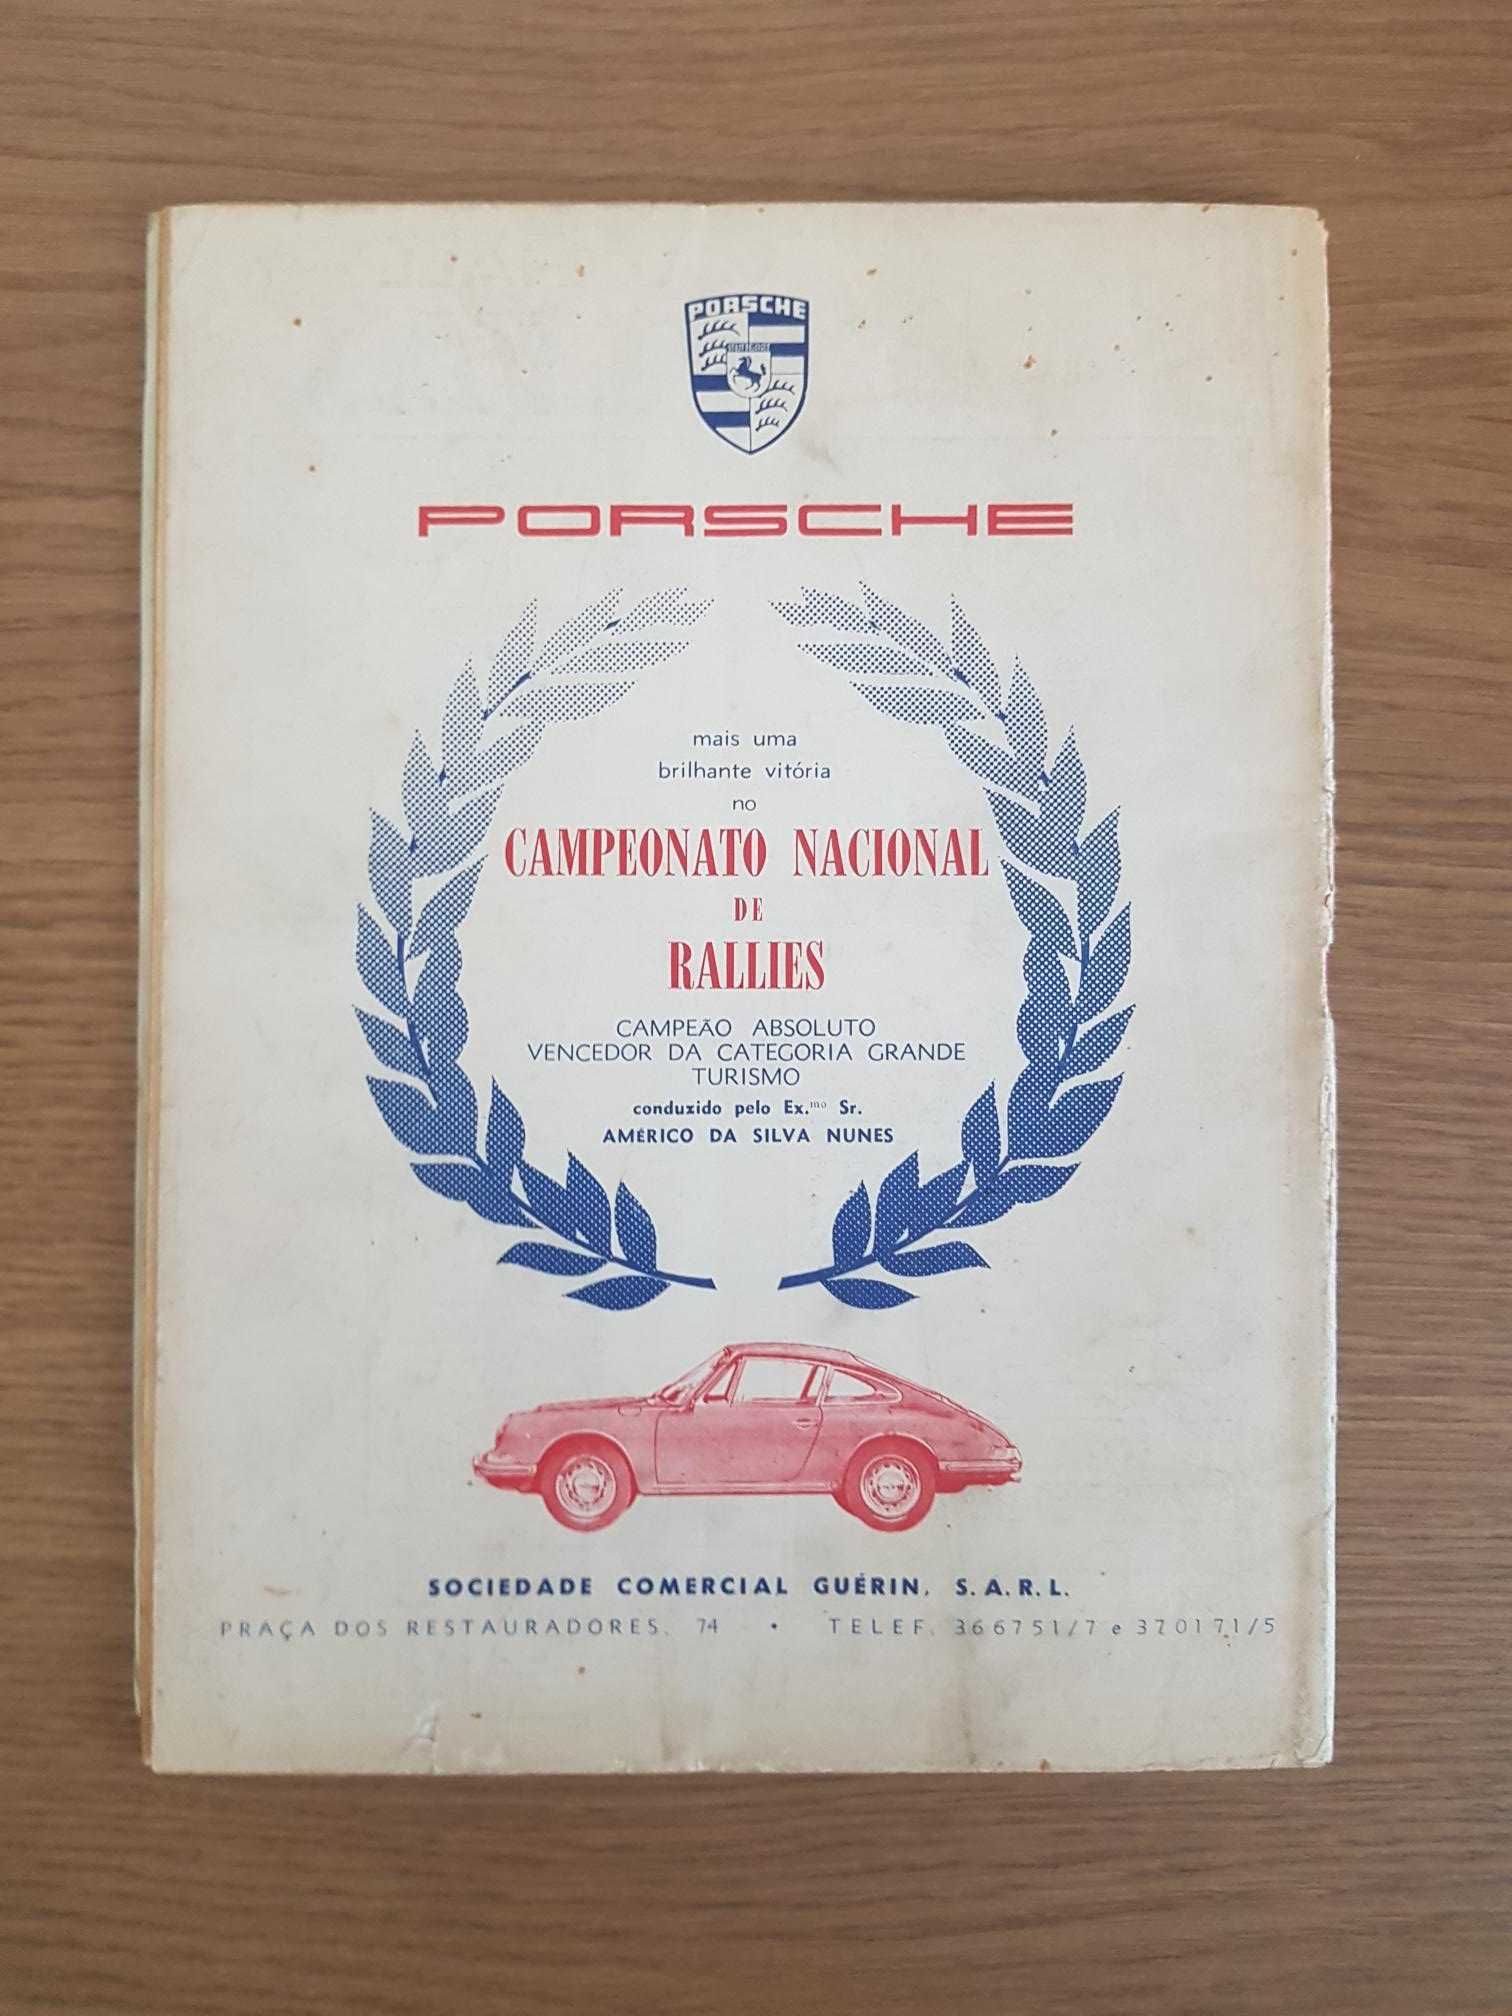 PORSCHE
STUTTGART
PORSCHE
mais uma
brilhante vitória
no
CAMPEONATO NACIONAL
DE
RALLIES
CAMPEÃO ABSOLUTO
VENCEDOR DA CATEGORIA GRANDE
TURISMO
conduzido pelo Ex.mo Sr.
AMÉRICO DA SILVA NUNES
SOCIEDADE COMERCIAL GUÉRIN, S.A.R.L.
PRAÇA DOS RESTAURADORES, 74 • TELEF. 366751/7 e 370171/5